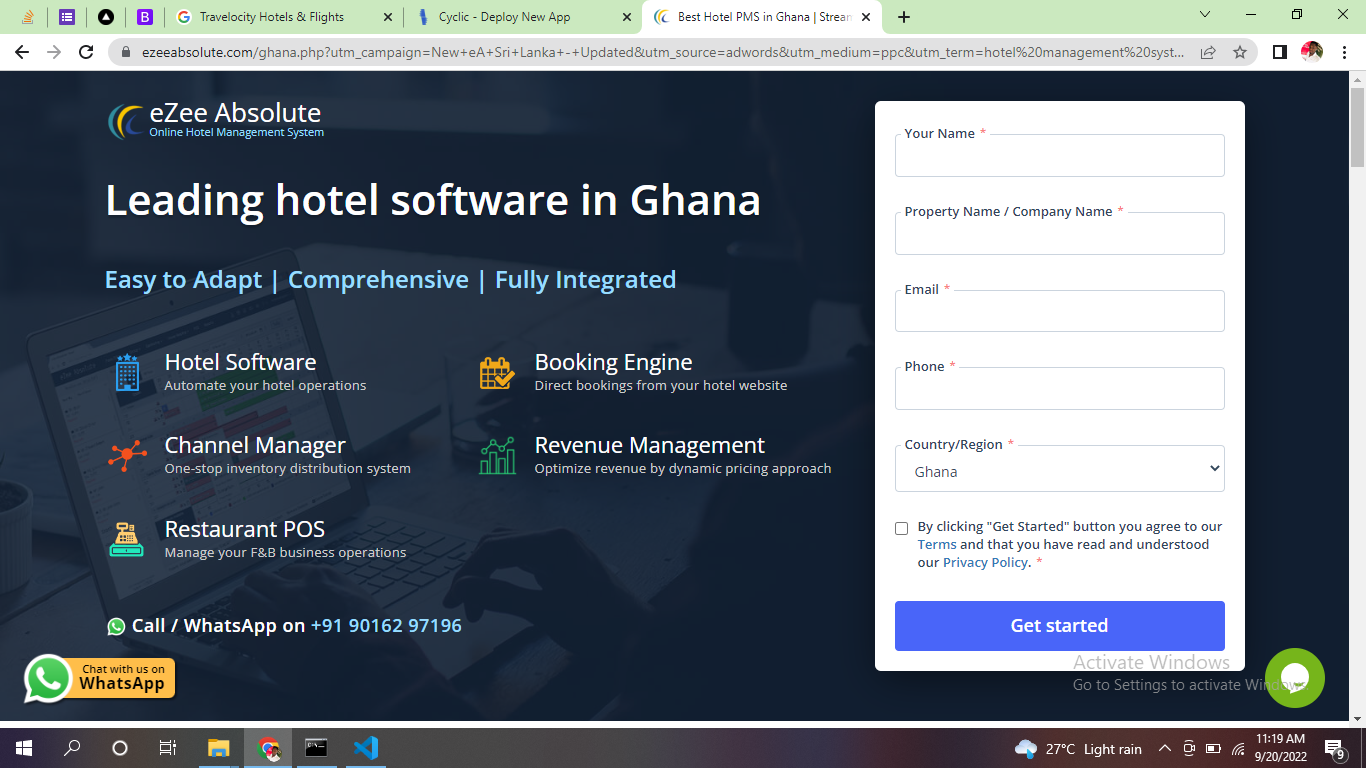 B
G Travelocity Hotels & Flights
Cyclic - Deploy New App
Best Hotel PMS in Ghana | Strean
ezeeabsolute.com/ghana.php?utm_campaign=New+eA+Sri+Lanka+-+Updated&utm_source=adwords&utm_medium=ppc&utm_term=hotel%20management%20syst...
eZee Absolute
Online Hotel Management System
Leading hotel software in Ghana
Easy to Adapt | Comprehensive | Fully Integrated
Hotel Software
Automate your hotel operations
Booking Engine
Direct bookings from your hotel website
Channel Manager
One-stop inventory distribution system
Revenue Management
Optimize revenue by dynamic pricing approach
Restaurant POS
Manage your F&B business operations
Call / WhatsApp on +91 90162 97196
Chat with us on
WhatsApp
Your Name *
Property Name / Company Name *
Email *
Phone *
Country/Region *
Ghana
By clicking "Get Started" button you agree to our
Terms and that you have read and understood
our Privacy Policy. *
Get started
Activate Windows
Go to Settings to activate Windows.
27°C Light rain
11:19 AM
9/20/2022
9